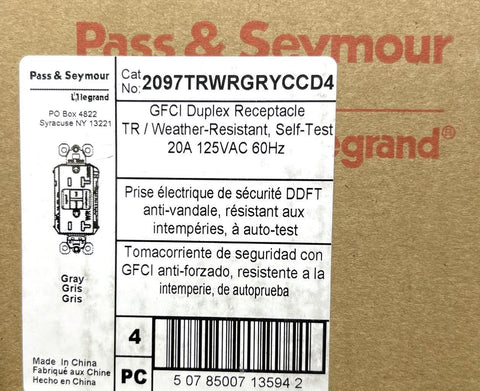 Pass & Seymour
legrand®
Pass & Seymour
legrand
PO Box 4822
Syracuse NY 13221
Gray
Gris
Gris
Made In China
Fabriqué aux Chine
Hecho en China
Cat No: 2097TRWRGRYCCD4
GFCI Duplex Receptacle
TR / Weather-Resistant, Self-Test
20A 125VAC 60Hz
Prise électrique de sécurité DDFT
anti-vandale, résistant aux
intempéries, à auto-test
Tomacorriente de seguridad con
GFCI anti-forzado, resistente a la
intemperie, de autoprueba
4
PC
5 07 85007 13594 2